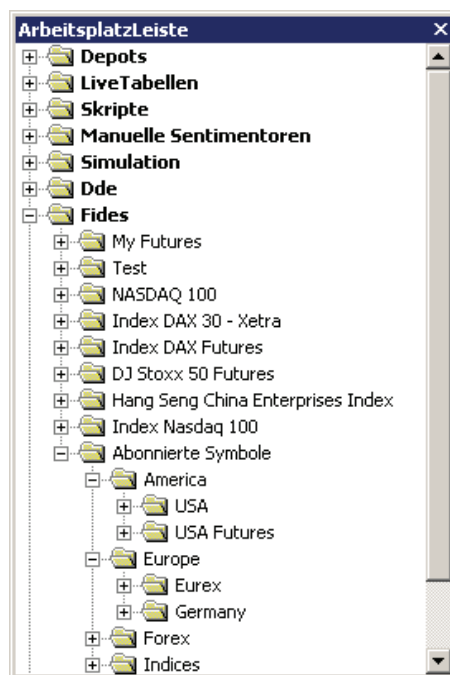 ArbeitsplatzLeiste
Depots
LiveTabellen
Skripte
Manuelle Sentimentoren
Simulation
Dde
Fides
My Futures
Test
NASDAQ 100
Index DAX 30 - Xetra
Index DAX Futures
DJ Stoxx 50 Futures
Hang Seng China Enterprises Index
Index Nasdaq 100
Abonnierte Symbole
America
USA
USA Futures
Europe
Eurex
Germany
Forex
Indices